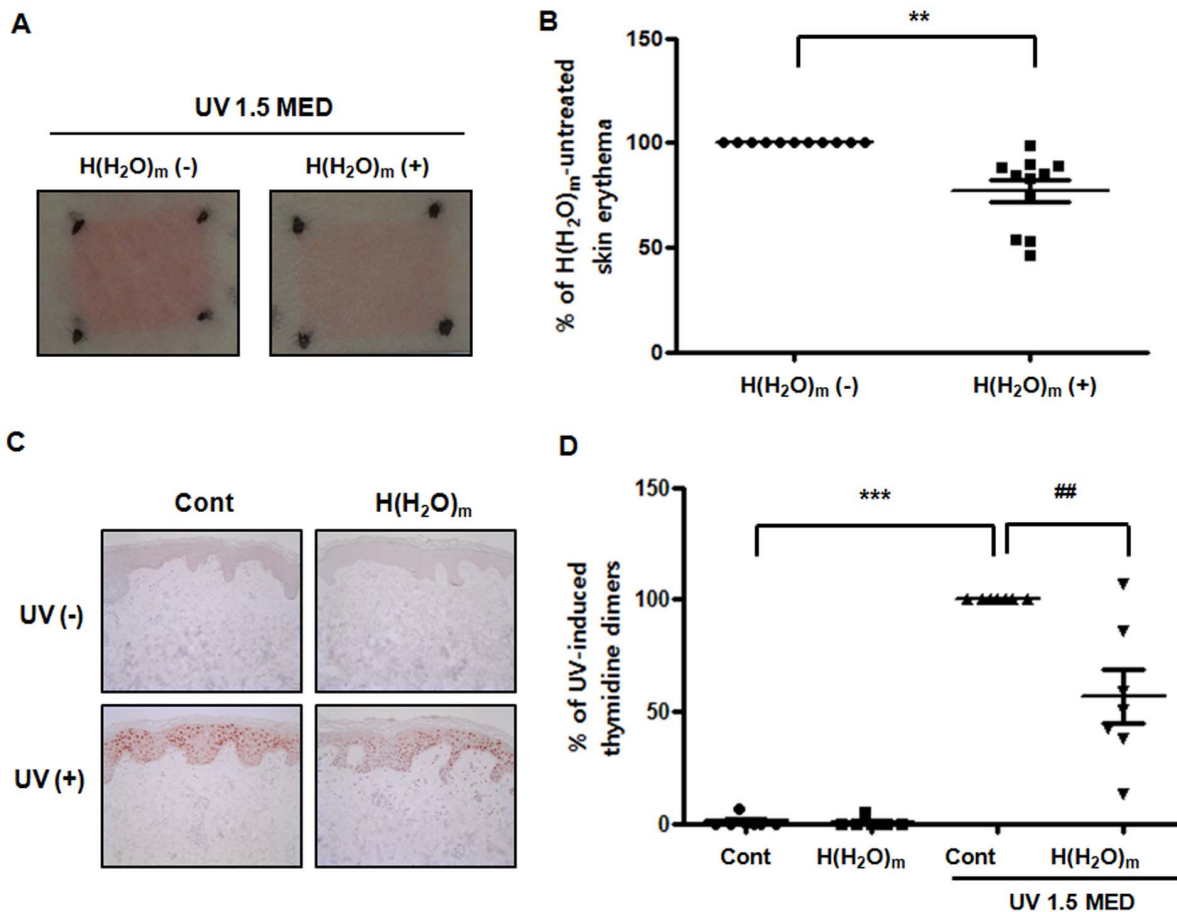 A
UV 1.5 MED
H(H₂O)ₘ (-)
H(H₂O)ₘ (+)
B
% of H(H₂O)ₘ-untreated
skin erythema
150
100
50
0
**
H(H₂O)ₘ (-)
H(H₂O)ₘ (+)
C
Cont
H(H₂O)ₘ
UV (-)
UV (+)
D
% of UV-induced
thymidine dimers
150
100
50
0
***
##
Cont
H(H₂O)ₘ
Cont
H(H₂O)ₘ
UV 1.5 MED